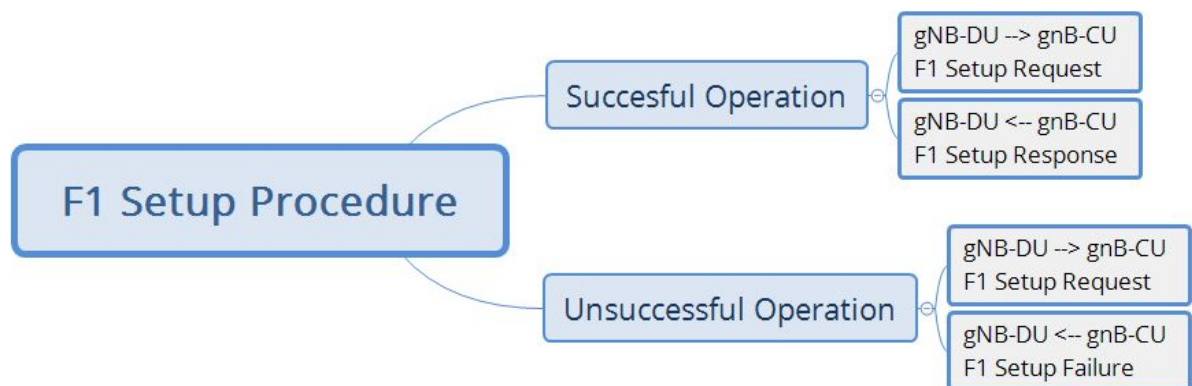 F1 Setup Procedure
Succesful Operation
gNB-DU --> gnB-CU
F1 Setup Request
gNB-DU <-- gnB-CU
F1 Setup Response
Unsuccessful Operation
gNB-DU --> gnB-CU
F1 Setup Request
gNB-DU <-- gnB-CU
F1 Setup Failure